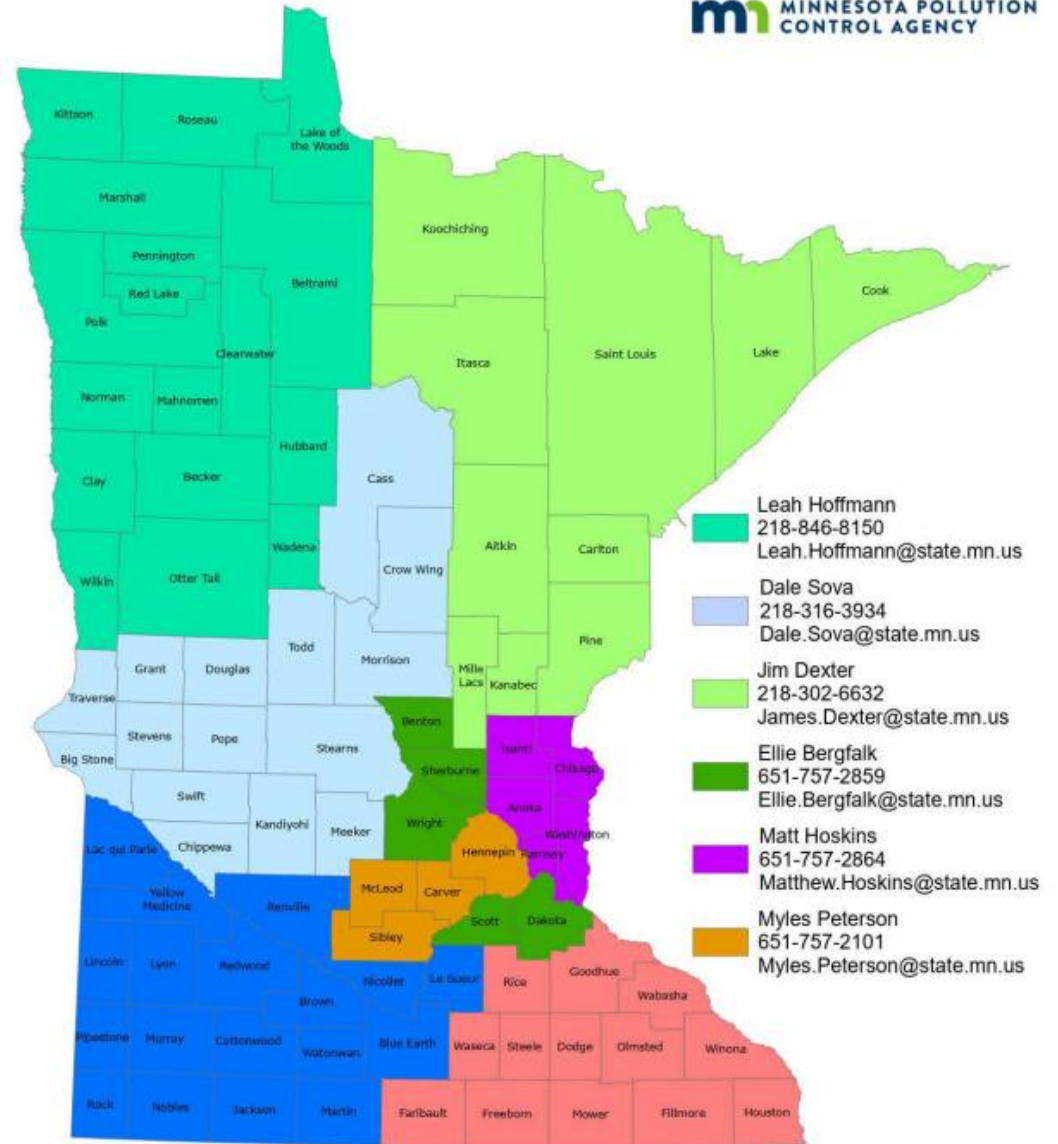 MINNESOTA POLLUTION
CONTROL AGENCY
Kittson
Roseau
Lake of
the Woods
Marshall
Koochiching
Pennington
Beltrami
Red Lake
Cook
Polk
Clearwater
Saint Louis
Lake
Itasca
Norman
Mahnomen
Hubbard
Cass
Clay
Becker
Aitkin
Carlton
Wadena
Crow Wing
Wilkin
Otter Tail
Pine
Todd
Morrison
Grant
Douglas
Mille
Lacs
Kanabec
Traverse
Benton
Stevens
Pope
Stearns
Isanti
Big Stone
Sherburne
Chisago
Swift
Anoka
Kandiyohi
Meeker
Wright
Washington
Chippewa
Lac qui Parle
Hennepin
Ramsey
McLeod
Carver
Yellow
Medicine
Renville
Scott
Dakota
Sibley
Lincoln
Lyon
Redwood
Nicollet
Le Sueur
Rice
Goodhue
Wabasha
Brown
Pipestone
Murray
Cottonwood
Watonwan
Blue Earth
Waseca
Steele
Dodge
Olmsted
Winona
Rock
Nobles
Jackson
Martin
Faribault
Freeborn
Mower
Fillmore
Houston
Leah Hoffmann
218-846-8150
Leah.Hoffmann@state.mn.us
Dale Sova
218-316-3934
Dale.Sova@state.mn.us
Jim Dexter
218-302-6632
James.Dexter@state.mn.us
Ellie Bergfalk
651-757-2859
Ellie.Bergfalk@state.mn.us
Matt Hoskins
651-757-2864
Matthew.Hoskins@state.mn.us
Myles Peterson
651-757-2101
Myles.Peterson@state.mn.us